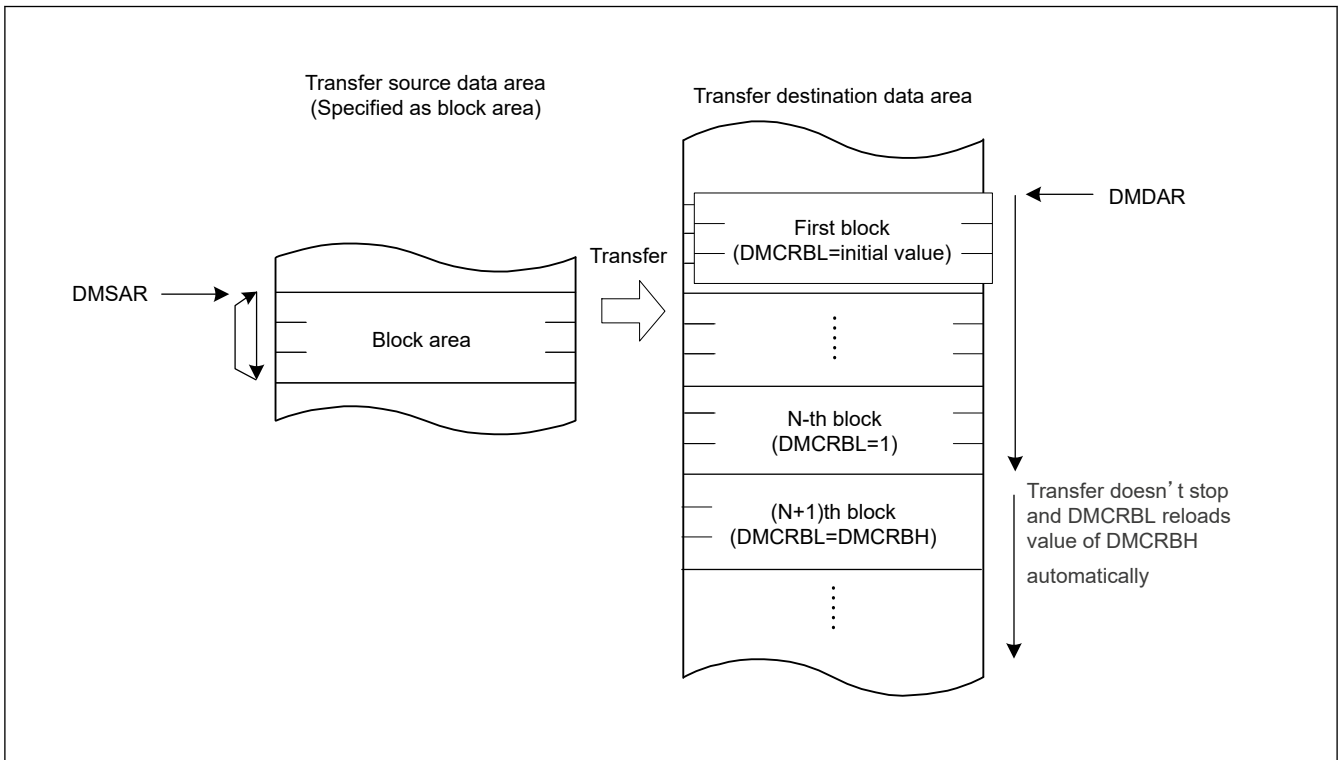 Transfer source data area
(Specified as block area)
Transfer destination data area
DMSAR
Block area
Transfer
DMDAR
First block
(DMCRBL=initial value)
N-th block
(DMCRBL=1)
(N+1)th block
(DMCRBL=DMCRBH)
Transfer doesn’t stop
and DMCRBL reloads
value of DMCRBH
automatically